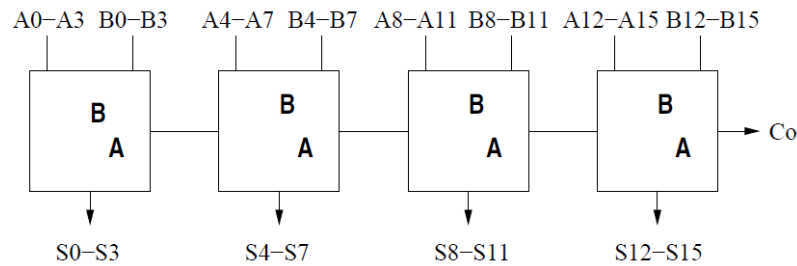 A0−A3 B0−B3 A4−A7 B4−B7 A8−A11 B8−B11 A12−A15 B12−B15
B B B B
A A A A
Co
S0−S3 S4−S7 S8−S11 S12−S15